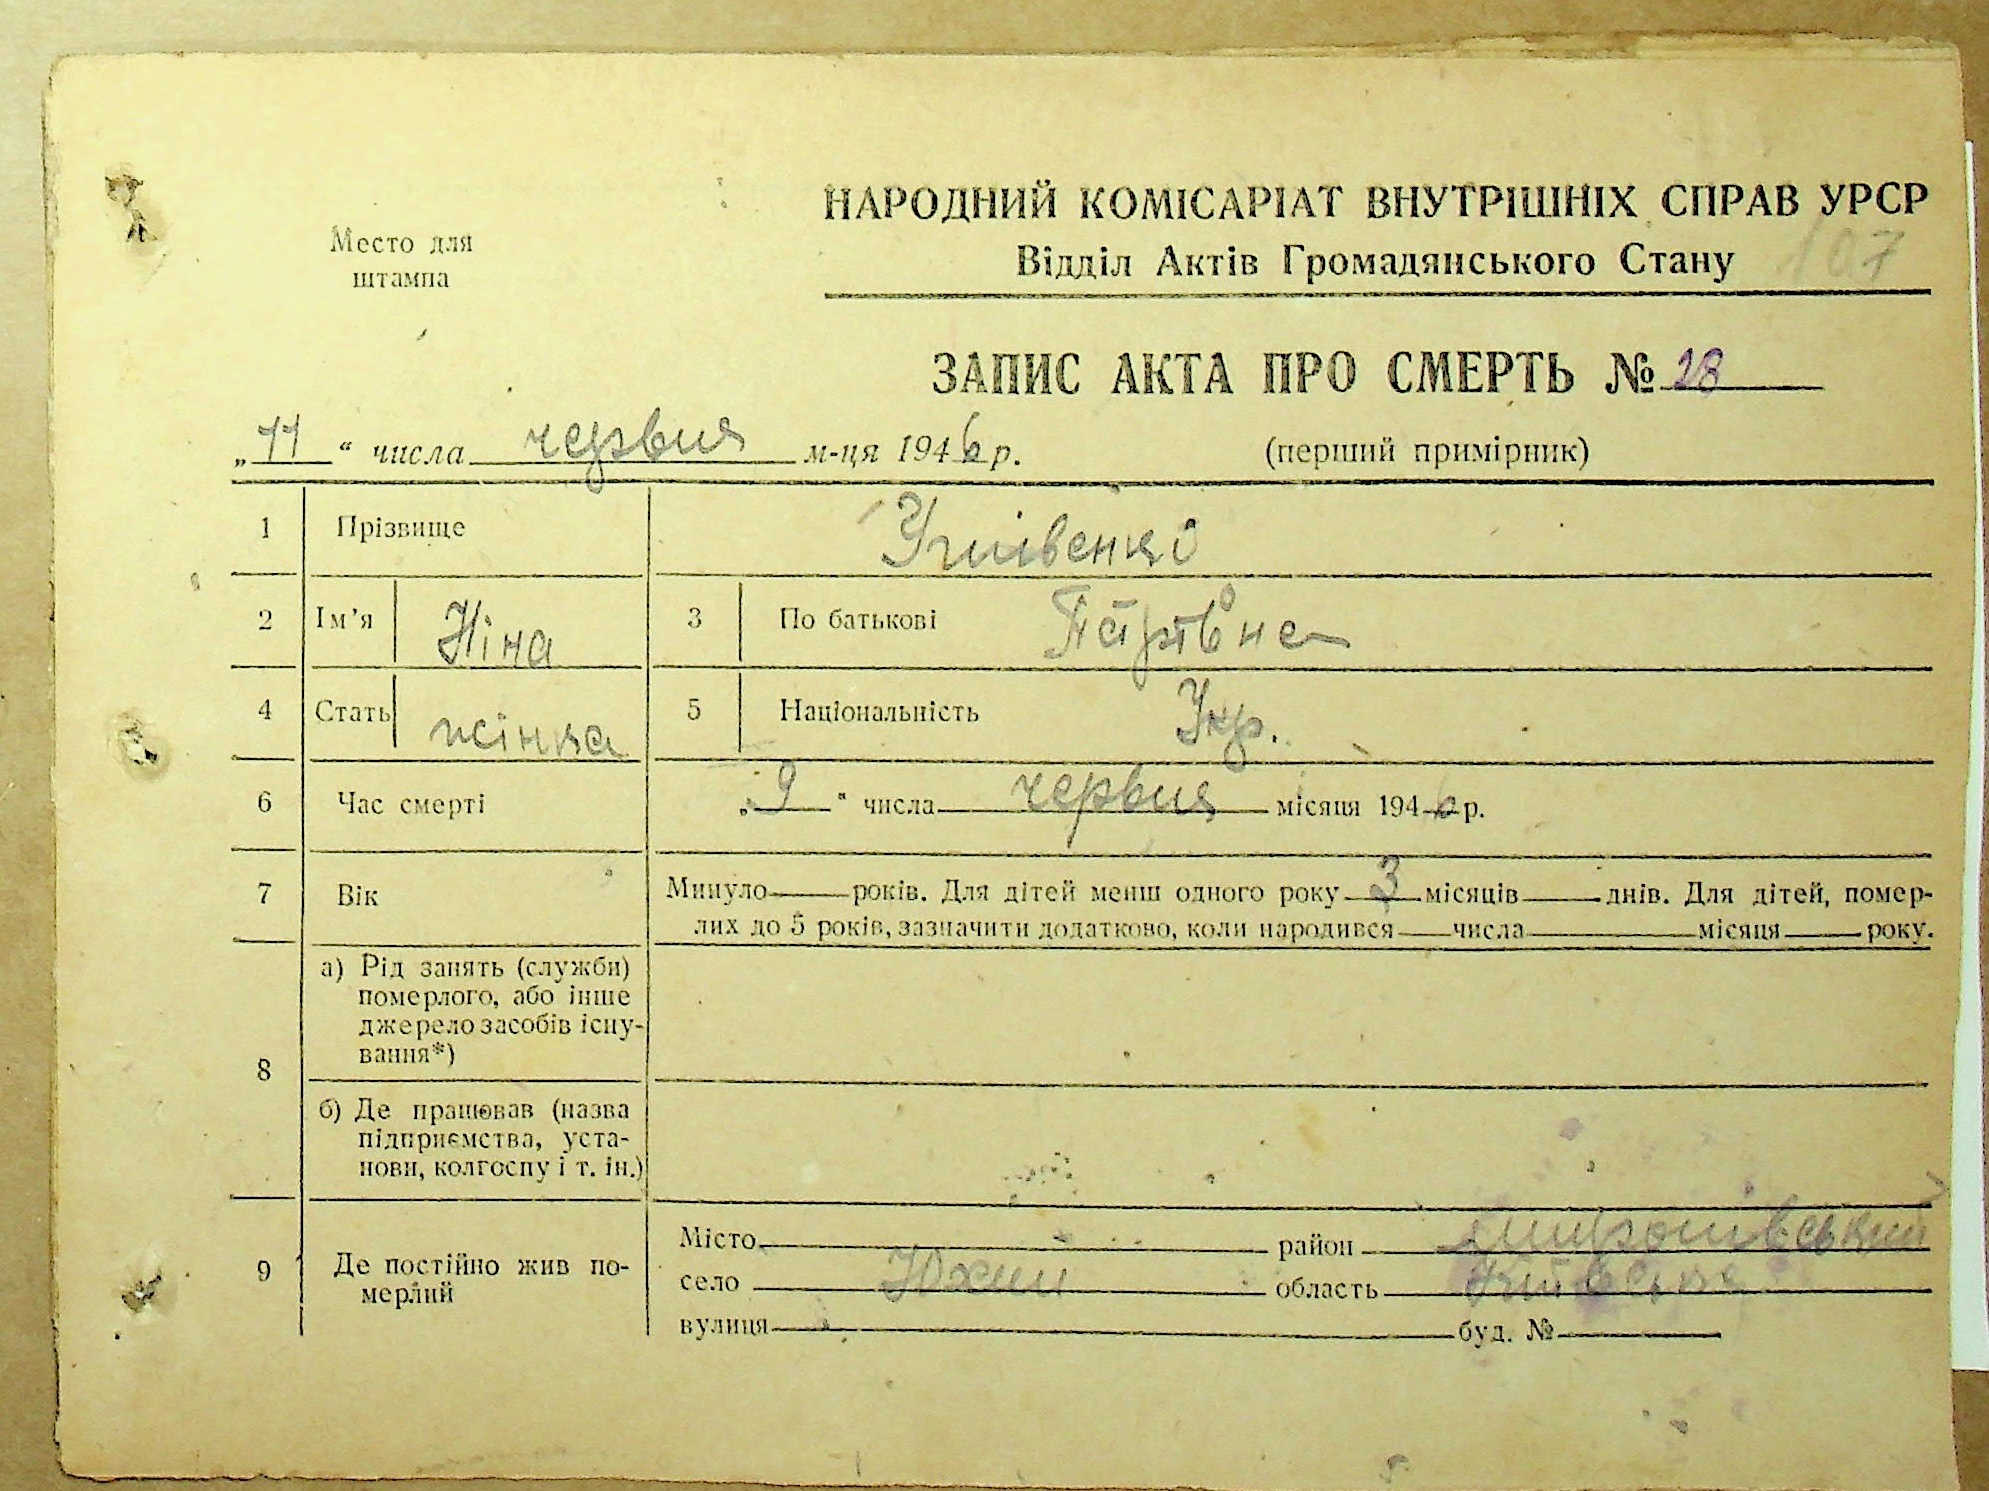 НАРОДНИЙ КОМІСАРІАТ ВНУТРІШНІХ СПРАВ УРСР
Место для штампа
Відділ Актів Громадянського Стану 107
ЗАПИС АКТА ПРО СМЕРТЬ № 28
„11“ числа червня м-ця 1946 р. (перший примірник)
1 Прізвище
2 Ім’я Ніна 3 По батькові Петрівна
4 Стать жінка 5 Національність Укр.
6 Час смерті „9“ числа червня місяця 1946 р.
7 Вік Минуло років. Для дітей менш одного року 3 місяців днів. Для дітей, помер-
лих до 5 років, зазначити додатково, коли народився числа місяця року.
8 а) Рід занять (служби)
померлого, або інше
джерело засобів існу-
вання*)
б) Де працював (назва
підприємства, уста-
нови, колгоспу і т. ін.)
9 Де постійно жив по-
мерлий
Місто район
село Юхни область Київська
вулиця буд. №